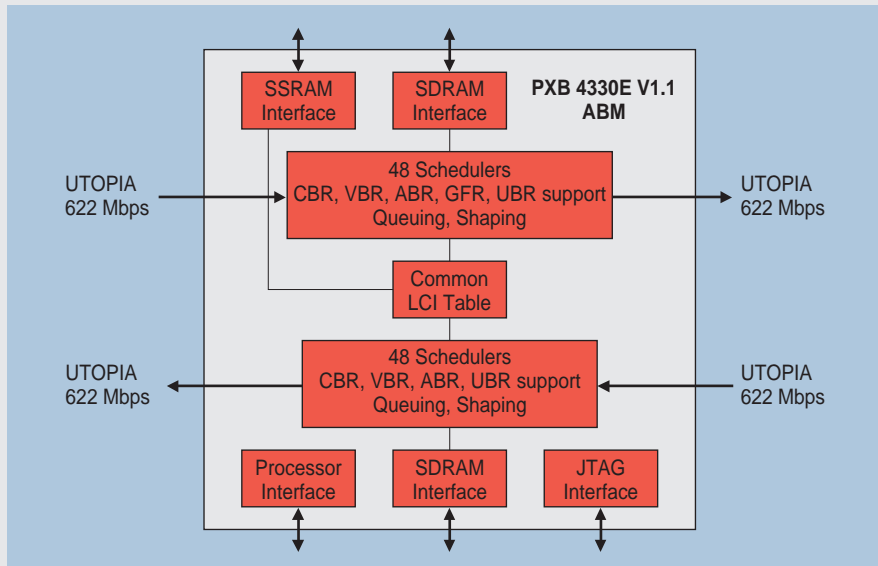 SSRAM
Interface
SDRAM
Interface
PXB 4330E V1.1
ABM
UTOPIA
622 Mbps
48 Schedulers
CBR, VBR, ABR, GFR, UBR support
Queuing, Shaping
UTOPIA
622 Mbps
Common
LCI Table
UTOPIA
622 Mbps
48 Schedulers
CBR, VBR, ABR, UBR support
Queuing, Shaping
UTOPIA
622 Mbps
Processor
Interface
SDRAM
Interface
JTAG
Interface